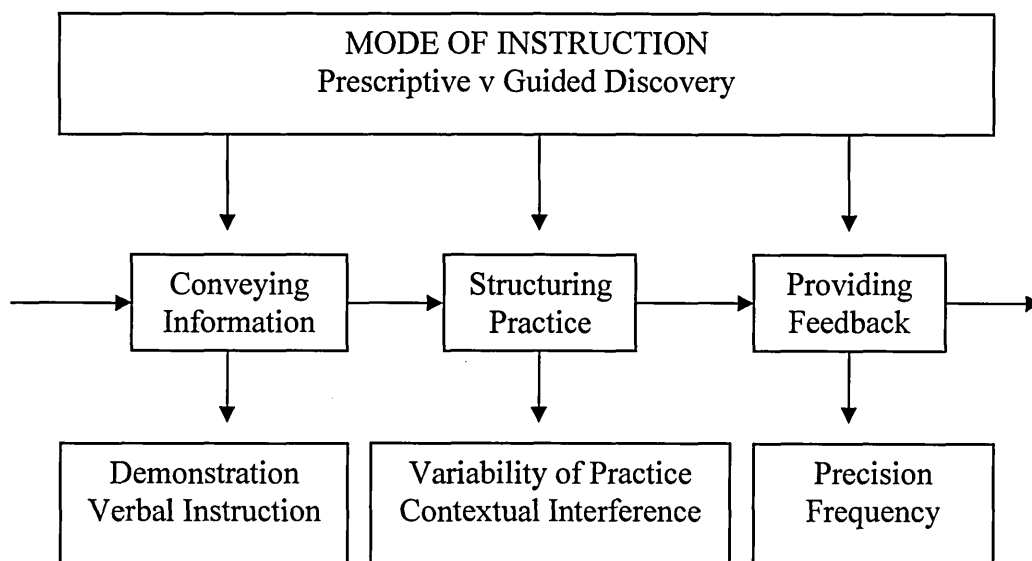 MODE OF INSTRUCTION
Prescriptive v Guided Discovery
Conveying
Information
Structuring
Practice
Providing
Feedback
Demonstration
Verbal Instruction
Variability of Practice
Contextual Interference
Precision
Frequency